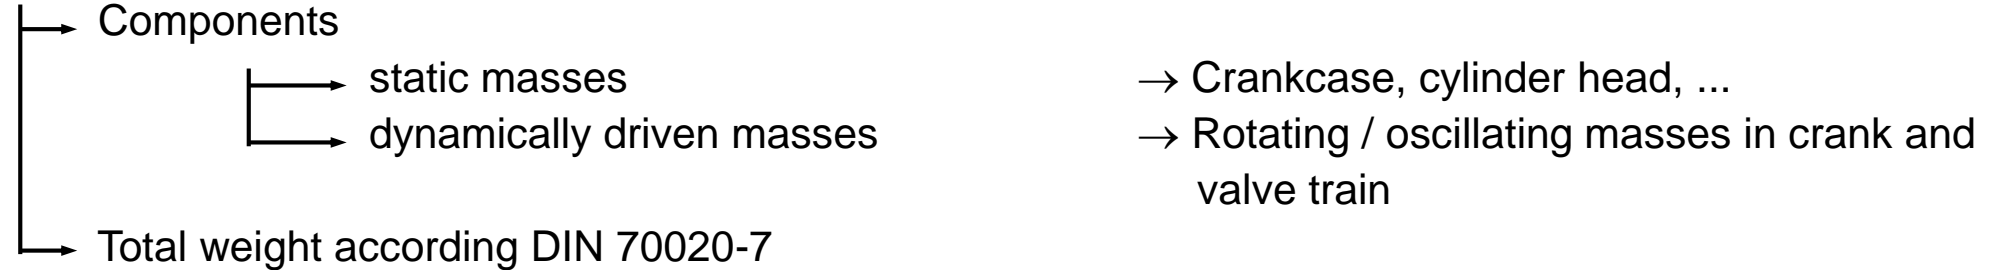 Components
static masses → Crankcase, cylinder head, ...
dynamically driven masses → Rotating / oscillating masses in crank and
valve train
Total weight according DIN 70020-7